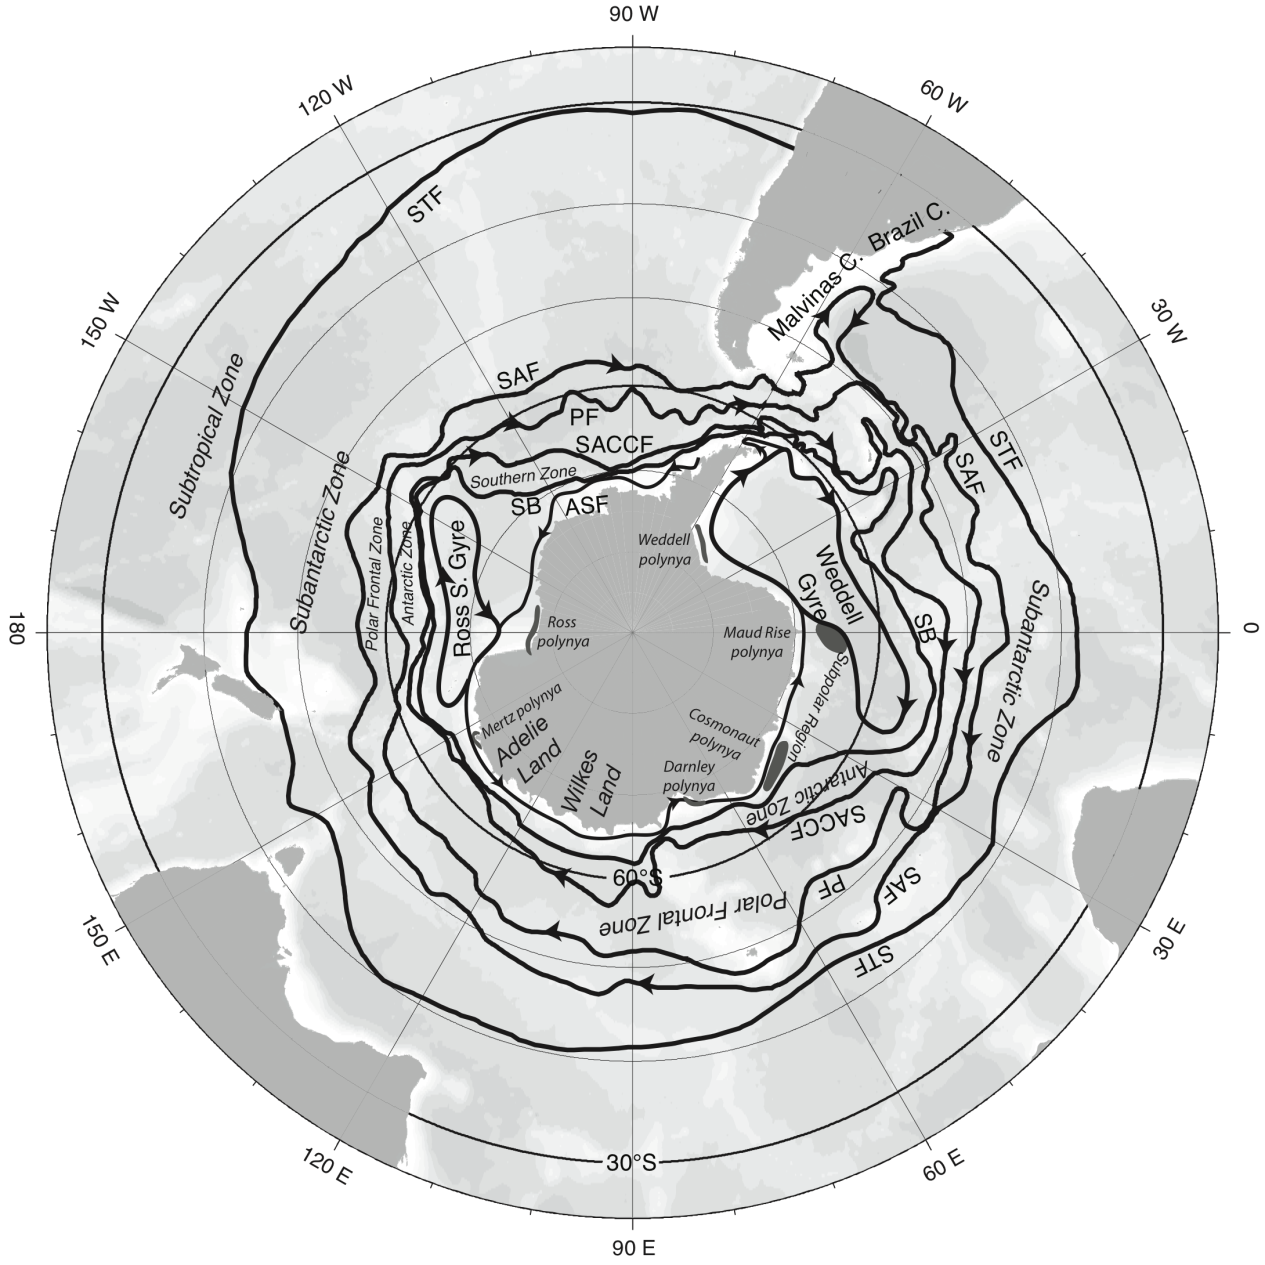 90 W
120 W
60 W
STF
Brazil C.
Malvinas C.
150 W
30 W
Subtropical Zone
SAF
PF
SACCF
STF
Southern Zone
SAF
SB
ASF
Subantarctic Zone
Polar Frontal Zone
Antarctic Zone
Ross S. Gyre
Weddell
polynya
Weddell
Gyre
Subantarctic Zone
180
Ross
polynya
Maud Rise
polynya
SB
0
Subpolar Region
Mertz polynya
Adelie
Land
Cosmonaut
polynya
Wilkes
Land
Darnley
polynya
Antarctic Zone
SACCF
60°S
PF
SAF
Polar Frontal Zone
STF
150 E
30 E
30°S
120 E
60 E
90 E